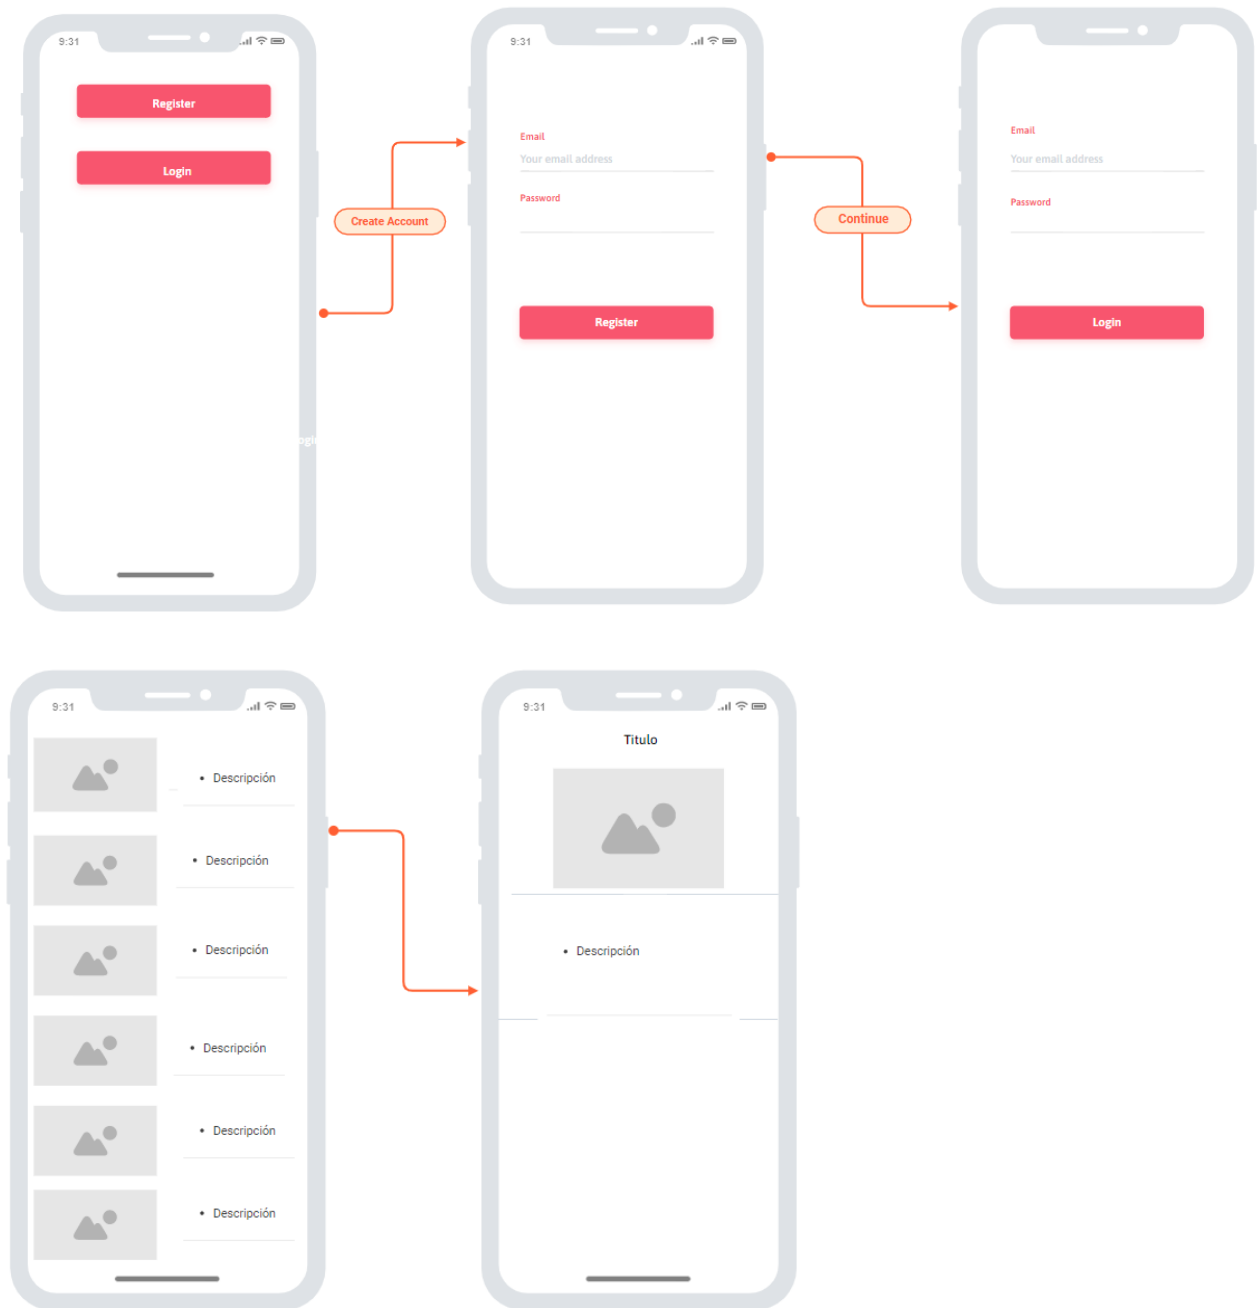 9:31
Register
Login
Create Account
9:31
Email
Your email address
Password
Register
Continue
Email
Your email address
Password
Login
9:31
• Descripción
• Descripción
• Descripción
• Descripción
• Descripción
• Descripción
9:31
Titulo
• Descripción